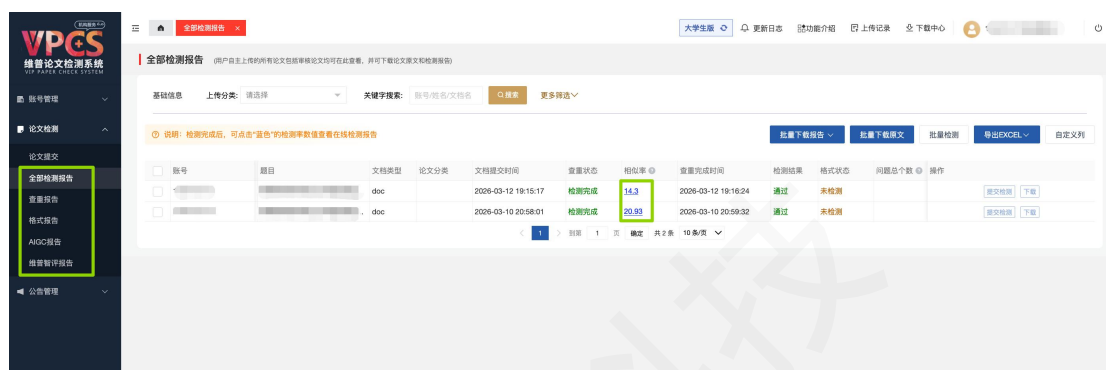 机构服务平台
VPCS
维普论文检测系统
VIP PAPER CHECK SYSTEM
账号管理
论文检测
论文提交
全部检测报告
查重报告
格式报告
AIGC报告
维普智评报告
公告管理
全部检测报告 ×
大学生版 更新日志 功能介绍 上传记录 下载中心
全部检测报告 (用户自主上传的所有论文包括审核论文均可在此查看，并可下载论文原文和检测报告)
基础信息 上传分类: 请选择 关键字搜索: 账号/姓名/文档名 搜索 更多筛选
说明：检测完成后，可点击“蓝色”的检测率数值查看在线检测报告
批量下载报告 批量下载原文 批量检测 导出EXCEL 自定义列
账号 题目 文档类型 论文分类 文档提交时间 查重状态 相似率 查重完成时间 检测结果 格式状态 问题总个数 操作
doc 2026-03-12 19:15:17 检测完成 14.3 2026-03-12 19:16:24 通过 未检测 提交检测 下载
doc 2026-03-10 20:58:01 检测完成 20.93 2026-03-10 20:59:32 通过 未检测 提交检测 下载
< 1 > 到第 1 页 确定 共 2 条 10 条/页
科技